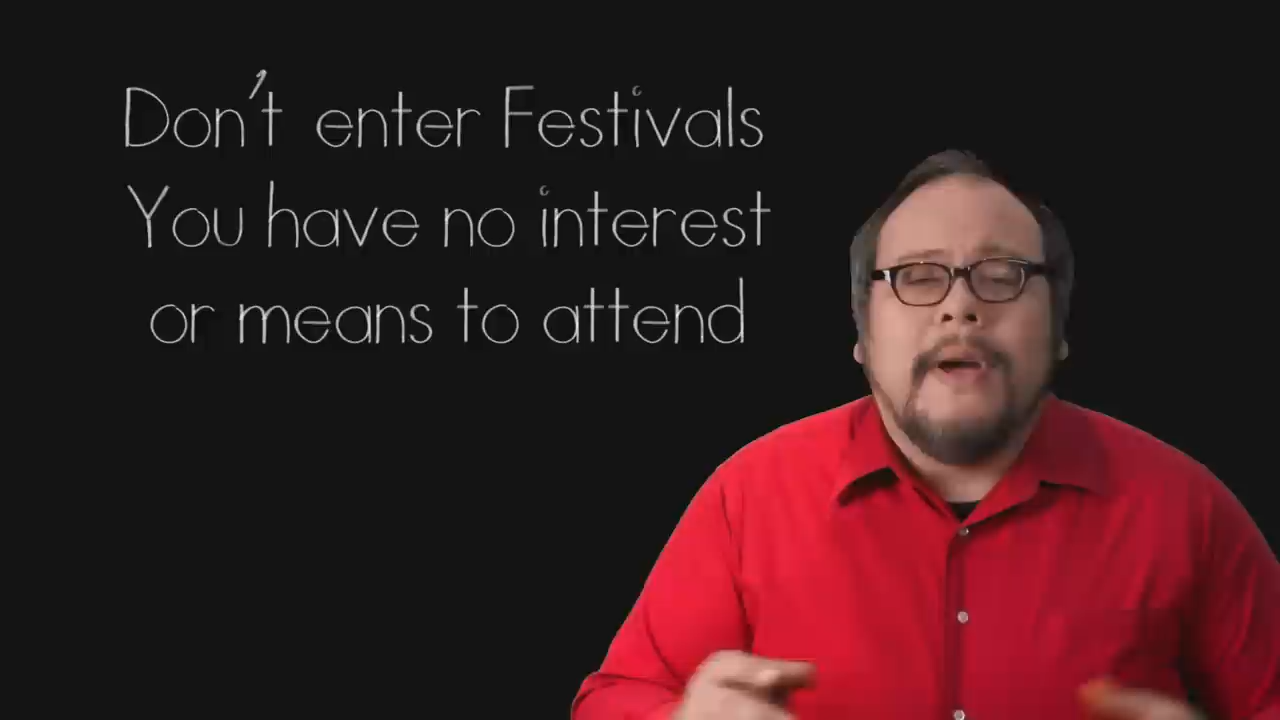 Don't enter Festivals
You have no interest
or means to attend